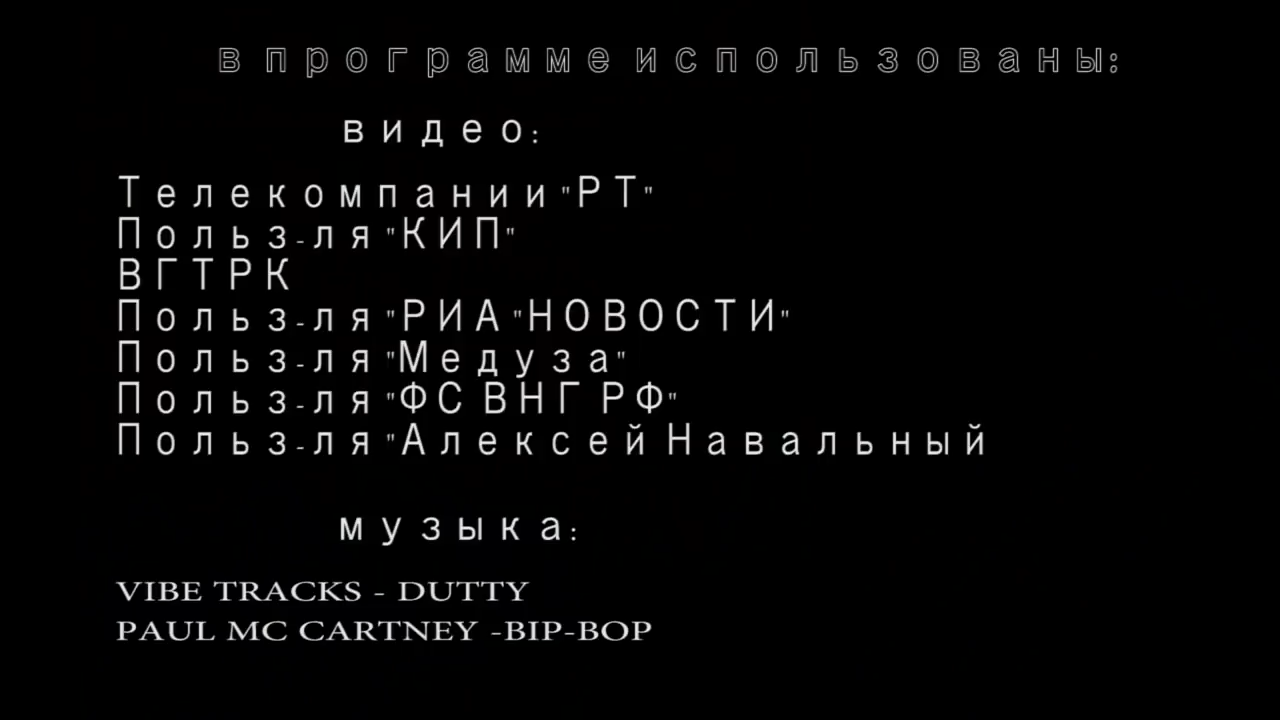 в программе использованы:
видео:
Телекомпании "РТ"
Польз-ля "КИП"
ВГТРК
Польз-ля "РИА "НОВОСТИ"
Польз-ля "Медуза"
Польз-ля "ФС ВНГ РФ"
Польз-ля "Алексей Навальный
музыка:
VIBE TRACKS - DUTTY
PAUL MC CARTNEY -BIP-BOP